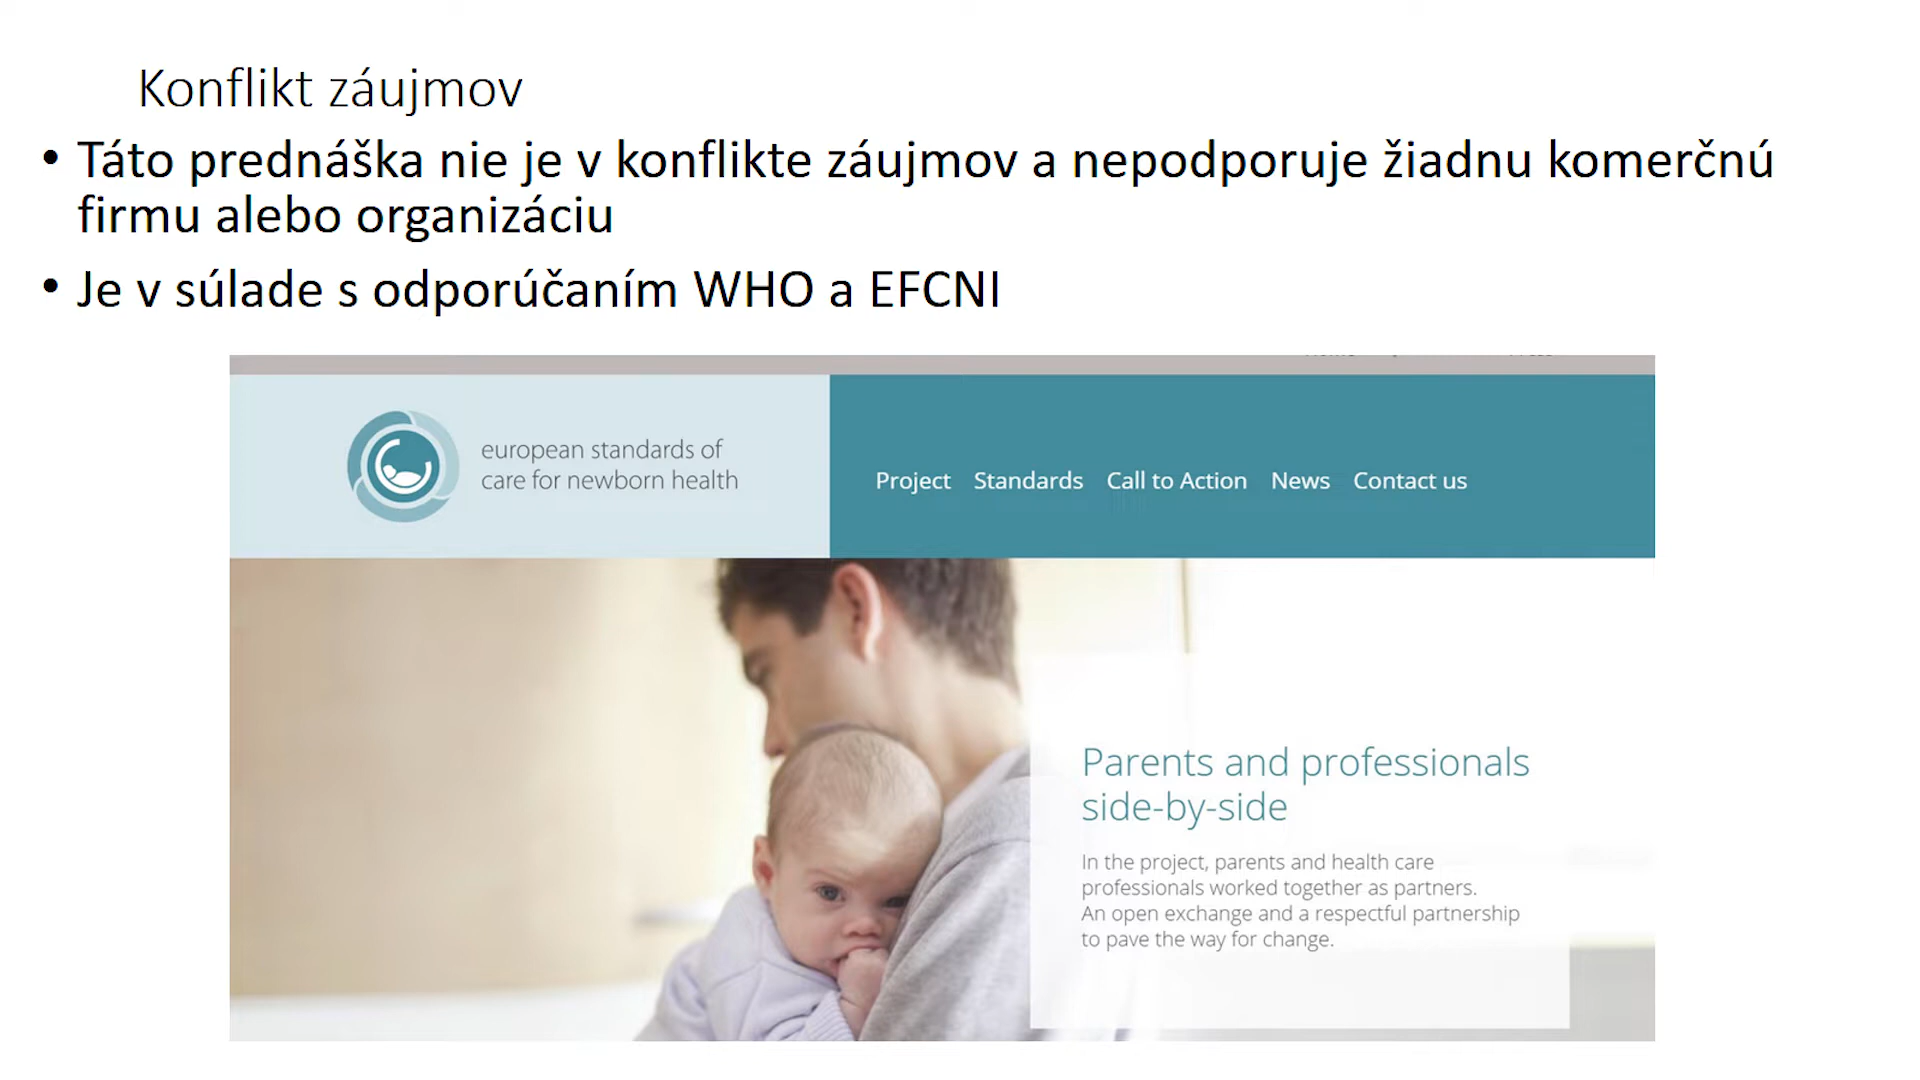 Konflikt záujmov
• Táto prednáška nie je v konflikte záujmov a nepodporuje žiadnu komerčnú
firmu alebo organizáciu
• Je v súlade s odporúčaním WHO a EFCNI
european standards of
care for newborn health
Project Standards Call to Action News Contact us
Parents and professionals
side-by-side
In the project, parents and health care
professionals worked together as partners.
An open exchange and a respectful partnership
to pave the way for change.